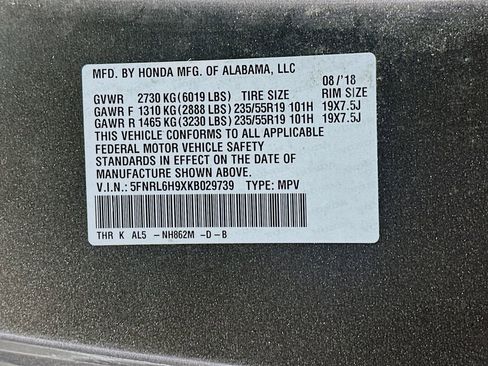 MFD. BY HONDA MFG. OF ALABAMA, LLC
08 / '18
GVWR 2730 KG(6019 LBS) TIRE SIZE RIM SIZE
GAWR F 1310 KG(2888 LBS) 235/55R19 101H 19X7.5J
GAWR R 1465 KG(3230 LBS) 235/55R19 101H 19X7.5J
THIS VEHICLE CONFORMS TO ALL APPLICABLE
FEDERAL MOTOR VEHICLE SAFETY
STANDARDS IN EFFECT ON THE DATE OF
MANUFACTURE SHOWN ABOVE.
V.I.N.: 5FNRL6H9XKB029739 TYPE: MPV
THR K AL5 -NH862M -D-B